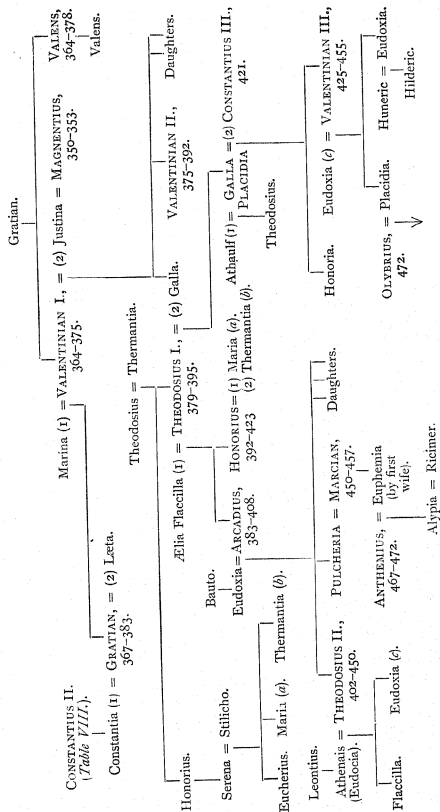 Gratian.
Marina (1) = VALENTINIAN I., = (2) Justina = MAGNENTIUS,
364-375.
350-353.
VALENS,
364-378.
Valens.
CONSTANTIUS II.
(Table VIII.).
Constantia (1) = GRATIAN, = (2) Læta.
367-383.
Theodosius = Thermantia.
VALENTINIAN II.,
375-392.
Daughters.
Honorius.
Ælia Flaccilla (1) = THEODOSIUS I., = (2) Galla.
379-395.
Serena = Stilicho.
Bauto.
Eudoxia = ARCADIUS,
383-408.
HONORIUS = (1) Maria (a).
392-423
(2) Thermantia (b).
Athaulf (1) = GALLA = (2) CONSTANTIUS III.,
PLACIDIA
421.
Theodosius.
Eucherius.
Maria (a).
Thermantia (b).
Leontius.
Athenais = THEODOSIUS II.,
(Eudocia).
402-450.
PULCHERIA = MARCIAN,
450-457.
Daughters.
Honoria.
Eudoxia (c) = VALENTINIAN III.,
425-455.
ANTHEMIUS, = Euphemia
467-472.
(by first
wife).
OLYBRIUS, = Placidia.
472.
Huneric = Eudoxia.
Hilderic.
Flaccilla.
Eudoxia (c).
Alypia = Ricimer.